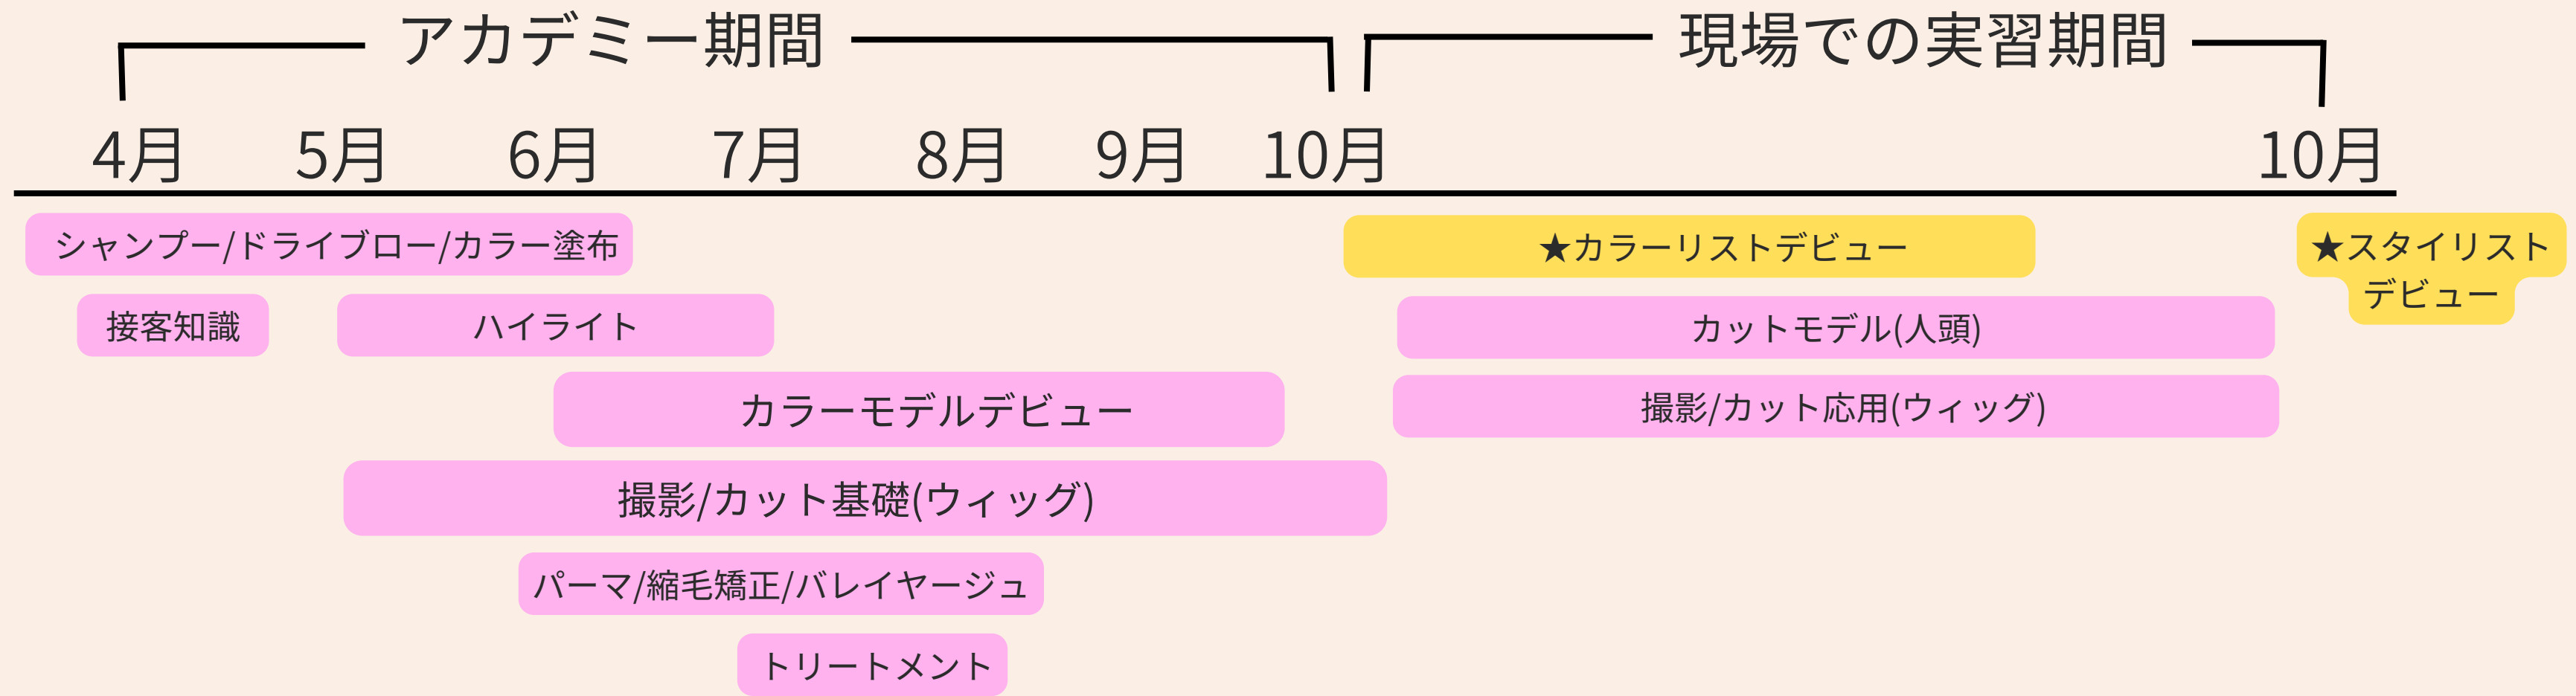 アカデミー期間
現場での実習期間
4月
5月
6月
7月
8月
9月
10月
10月
シャンプー/ドライブロー/カラー塗布
★カラーリストデビュー
★スタイリスト
デビュー
接客知識
ハイライト
カットモデル(人頭)
カラーモデルデビュー
撮影/カット応用(ウィッグ)
撮影/カット基礎(ウィッグ)
パーマ/縮毛矯正/バレイヤージュ
トリートメント